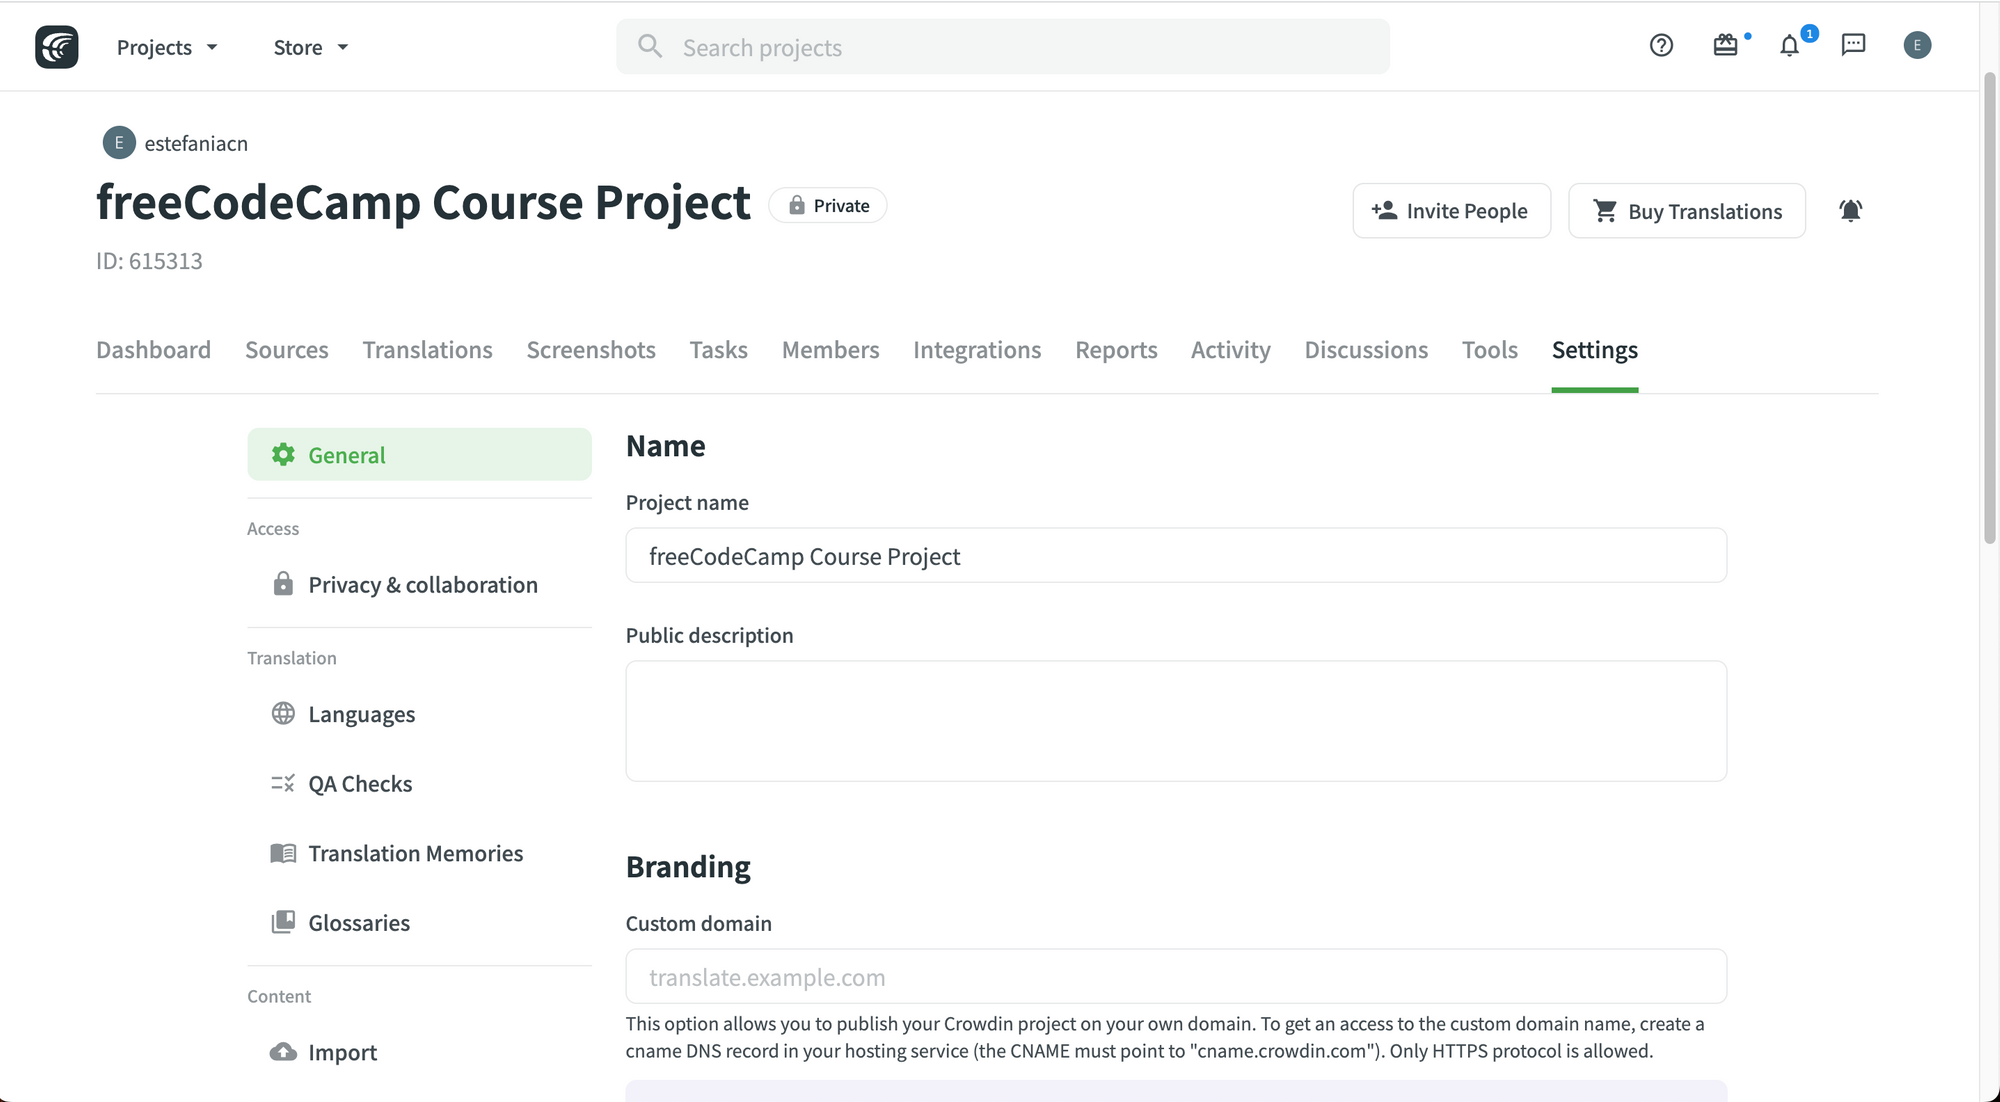 Projects
Store
Search projects
1
E
E
estefaniacn
freeCodeCamp Course Project
Private
Invite People
Buy Translations
ID: 615313
Dashboard
Sources
Translations
Screenshots
Tasks
Members
Integrations
Reports
Activity
Discussions
Tools
Settings
General
Access
Privacy & collaboration
Translation
Languages
QA Checks
Translation Memories
Glossaries
Content
Import
Name
Project name
freeCodeCamp Course Project
Public description
Branding
Custom domain
translate.example.com
This option allows you to publish your Crowdin project on your own domain. To get an access to the custom domain name, create a
cname DNS record in your hosting service (the CNAME must point to "cname.crowdin.com"). Only HTTPS protocol is allowed.